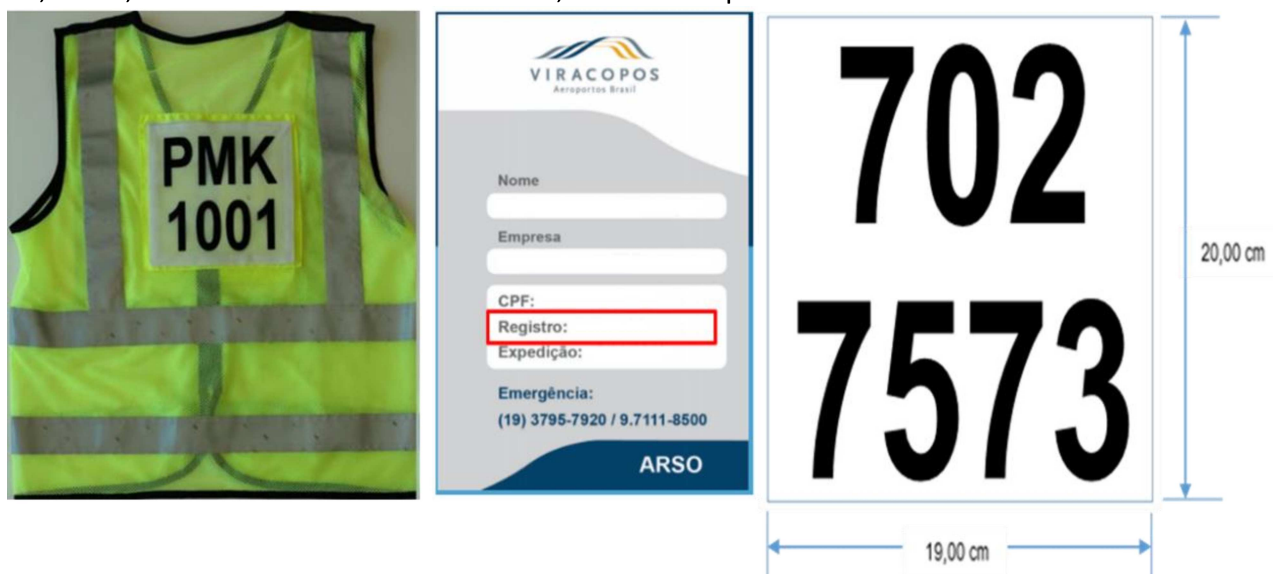 PMK
1001
VIRACOPOS
Aeroportos Brasil
Nome
Empresa
CPF:
Registro:
Expedição:
Emergência:
(19) 3795-7920 / 9.7111-8500
ARSO
702
7573
20,00 cm
19,00 cm